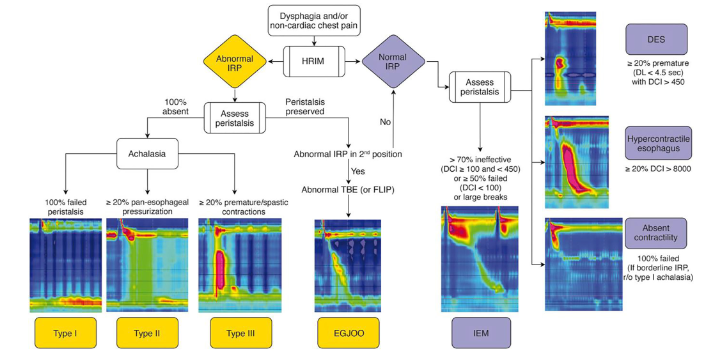 Dysphagia and/or
non-cardiac chest pain
Abnormal
IRP
HRIM
Normal
IRP
100%
absent
Assess
peristalsis
Peristalsis
preserved
No
Achalasia
Abnormal IRP in 2nd position
Yes
Abnormal TBE (or FLIP)
100% failed
peristalsis
≥ 20% pan-esophageal
pressurization
≥ 20% premature/spastic
contractions
Type I
Type II
Type III
EGJOO
Assess
peristalsis
> 70% ineffective
(DCI ≥ 100 and < 450)
or ≥ 50% failed
(DCI < 100)
or large breaks
IEM
DES
≥ 20% premature
(DL < 4.5 sec)
with DCI > 450
Hypercontractile
esophagus
≥ 20% DCI > 8000
Absent
contractility
100% failed
(If borderline IRP,
r/o type I achalasia)